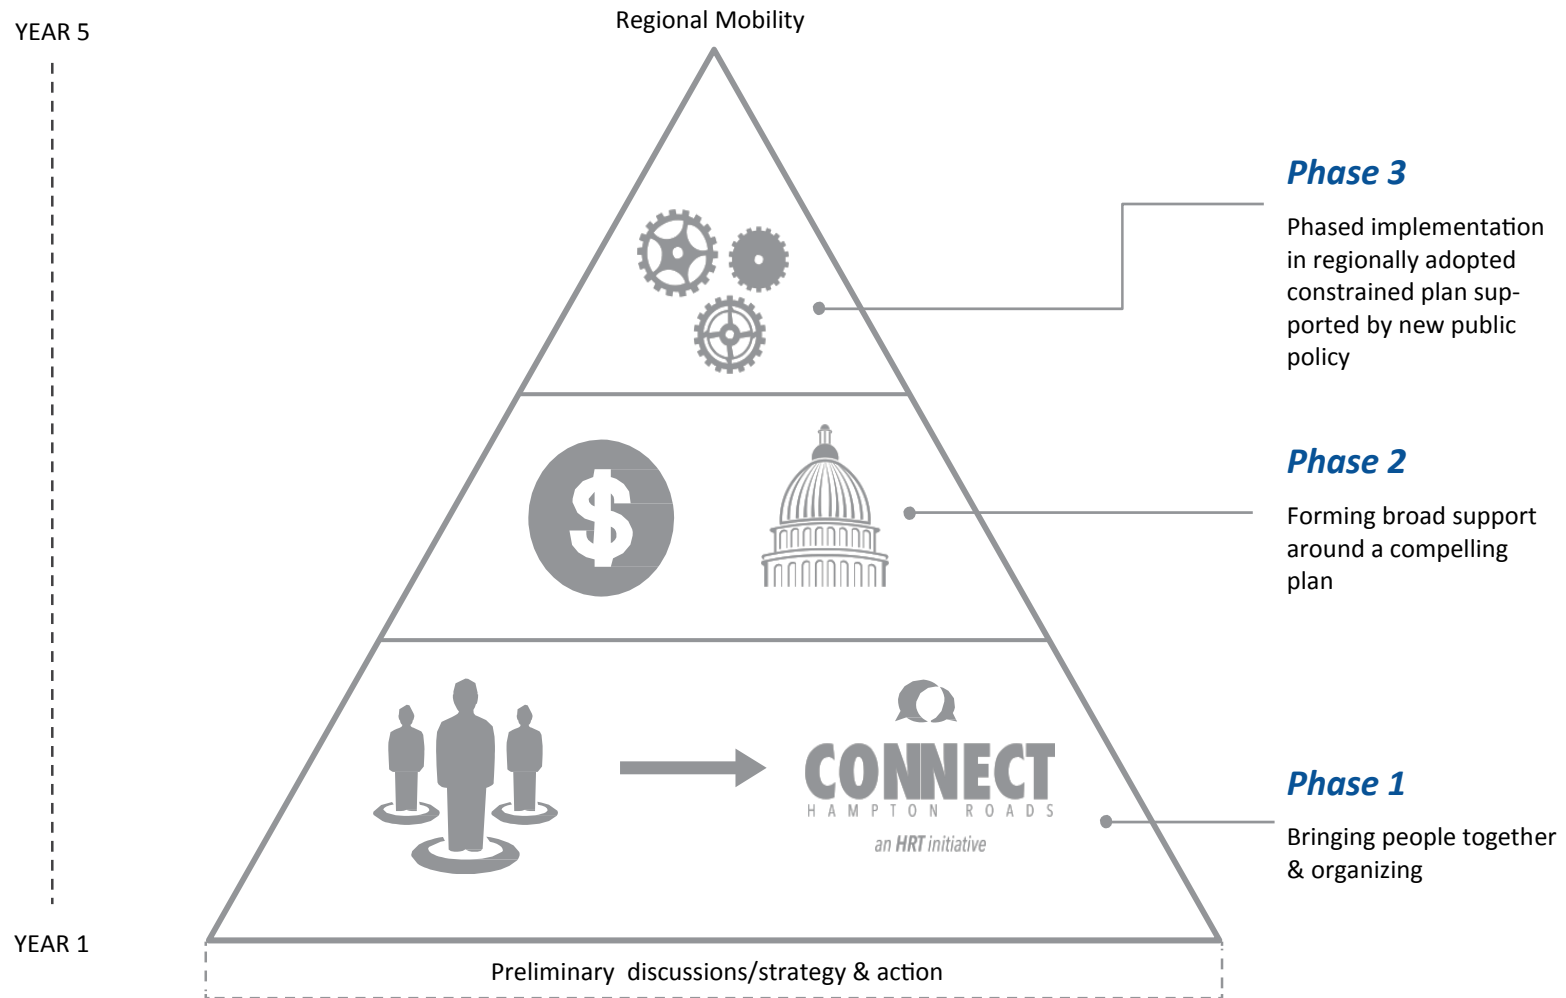 Regional Mobility
YEAR 5
Phase 3
Phased implementation
in regionally adopted
constrained plan sup-
ported by new public
policy
$
Phase 2
Forming broad support
around a compelling
plan
CONNECT
HAMPTON ROADS
an HRT initiative
Phase 1
Bringing people together
& organizing
YEAR 1
Preliminary discussions/strategy & action